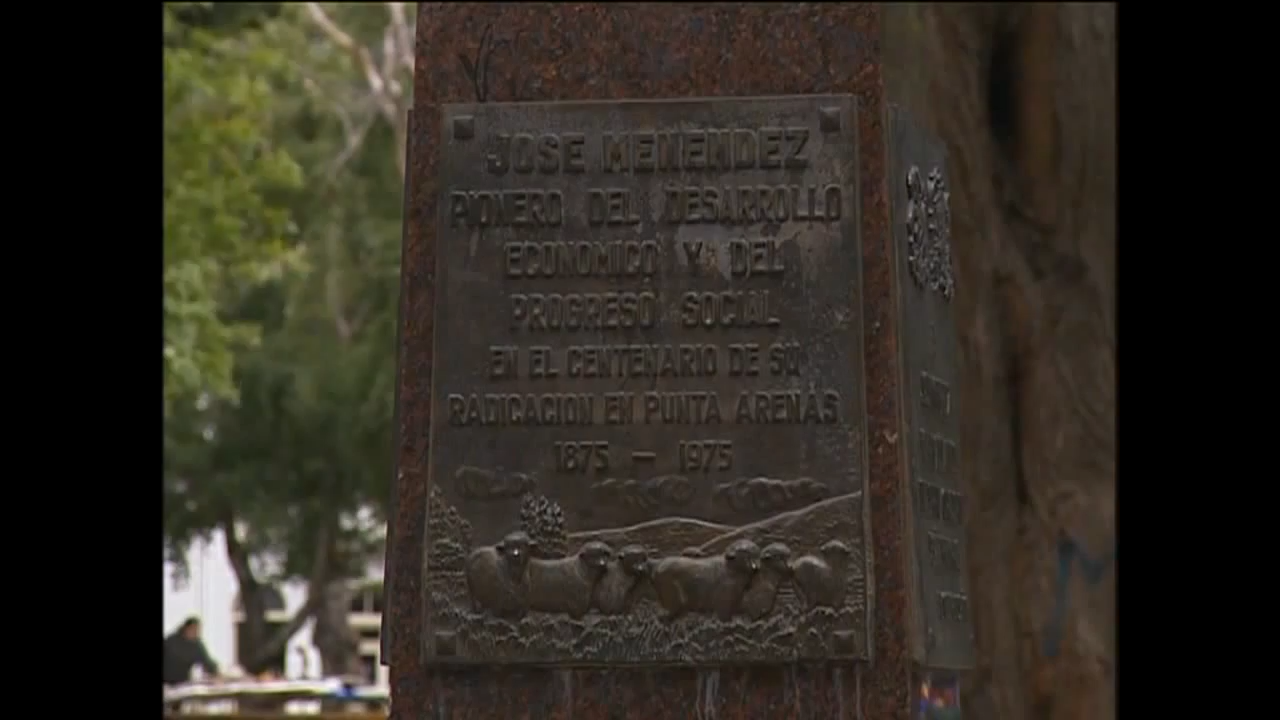 JOSE MENENDEZ
PIONERO DEL DESARROLLO
ECONOMICO Y DEL
PROGRESO SOCIAL
EN EL CENTENARIO DE SU
RADICACION EN PUNTA ARENAS
1875 - 1975